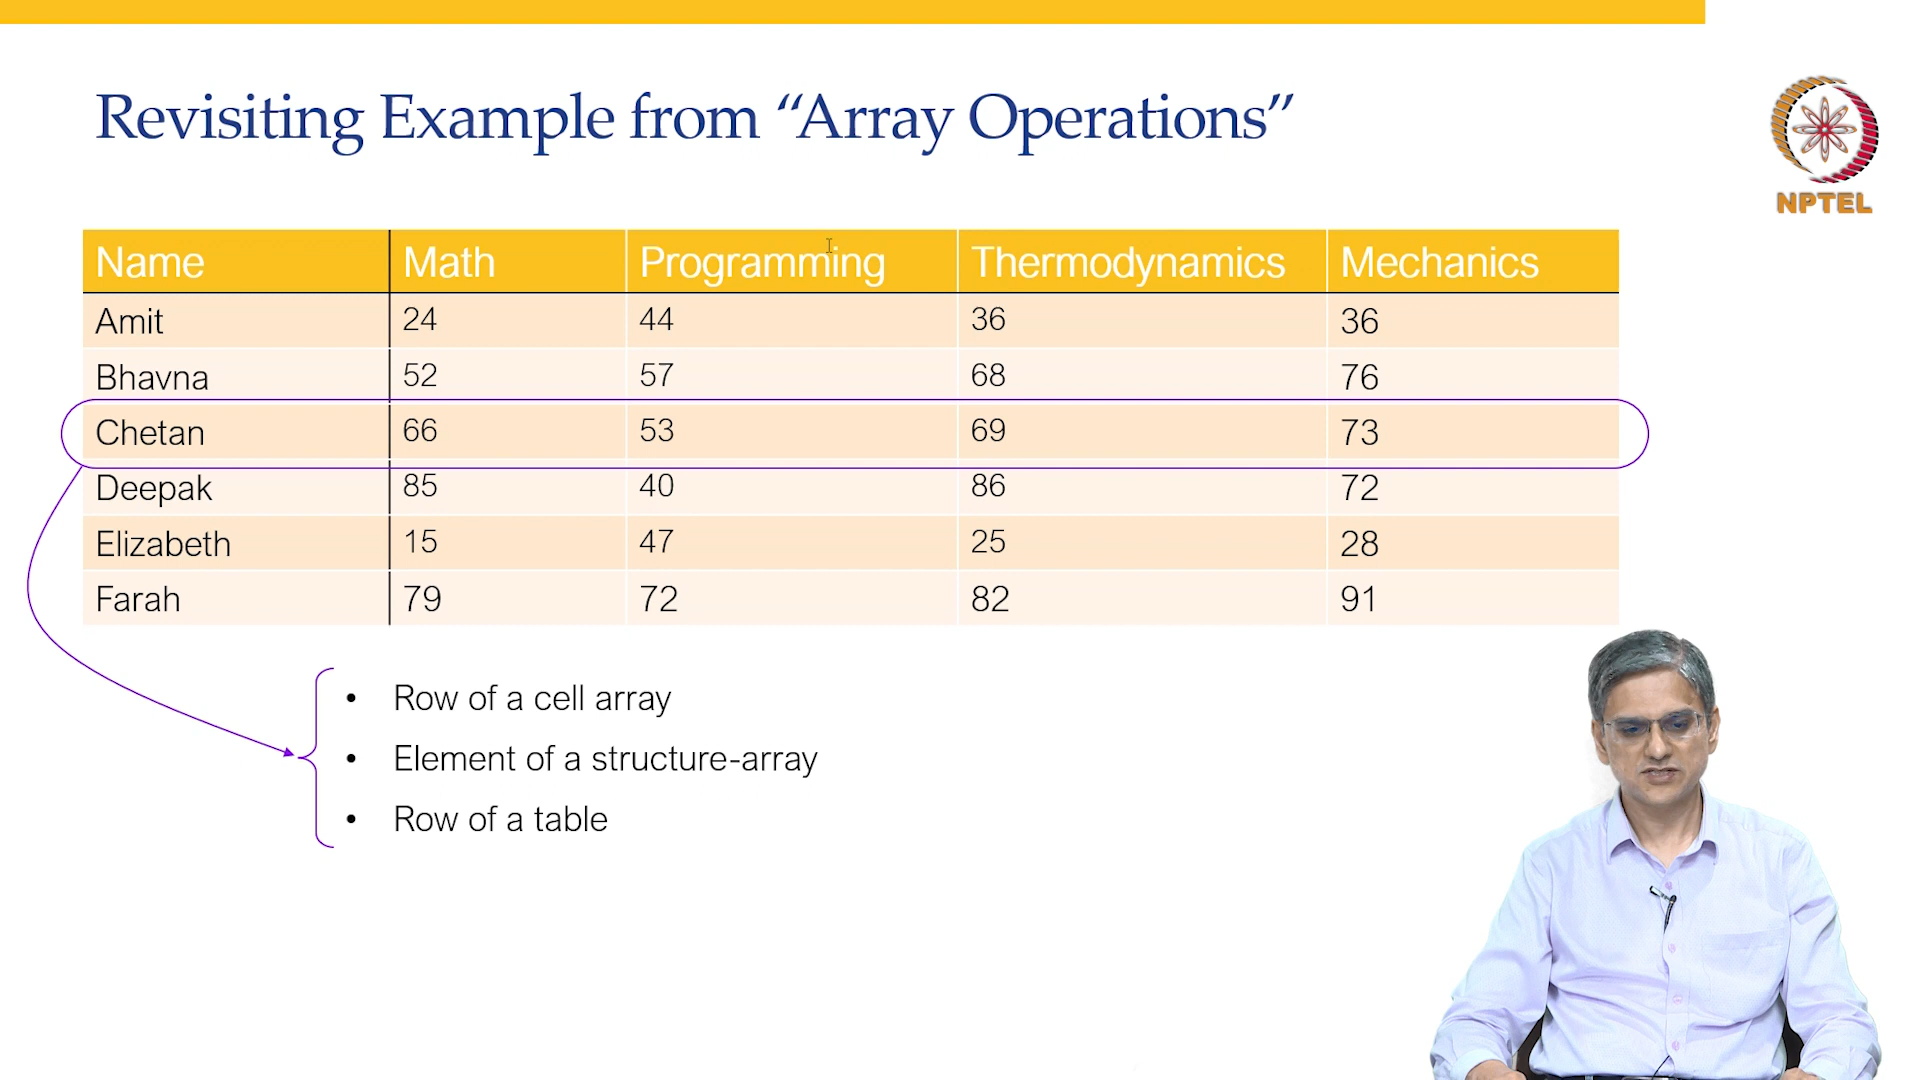 Revisiting Example from “Array Operations”
NPTEL
Name Math Programming Thermodynamics Mechanics
Amit 24 44 36 36
Bhavna 52 57 68 76
Chetan 66 53 69 73
Deepak 85 40 86 72
Elizabeth 15 47 25 28
Farah 79 72 82 91
• Row of a cell array
• Element of a structure-array
• Row of a table